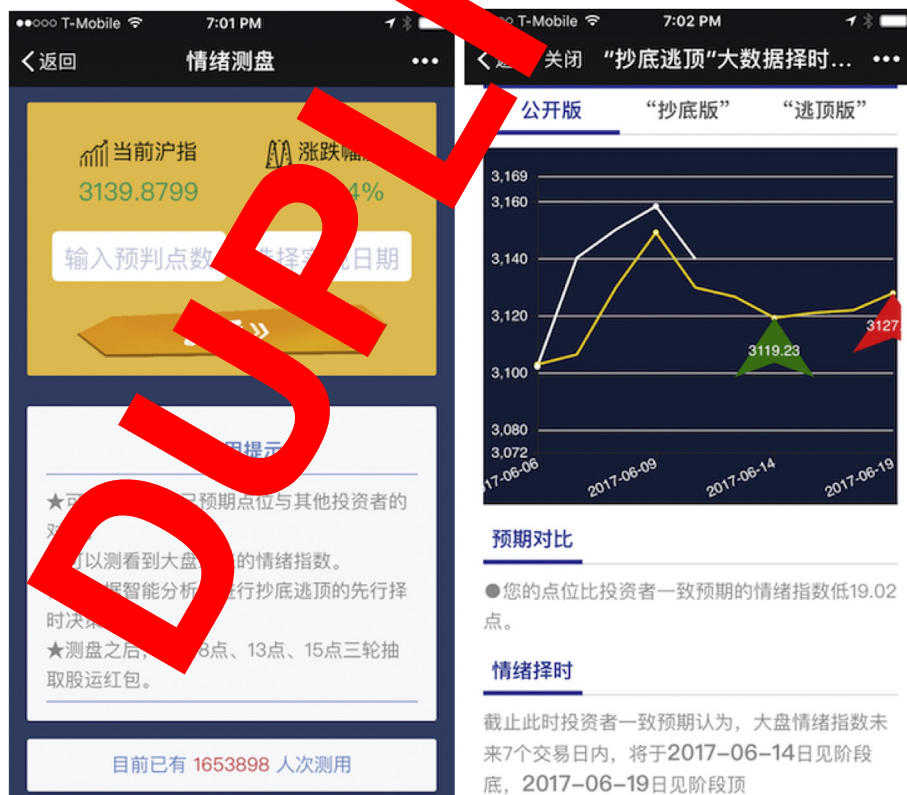 T-Mobile 7:01 PM
返回 情绪测盘
当前沪指
涨跌幅
3139.8799
4%
输入预判点数
日期
用提示
预期点位与其他投资者的
可以测看到大盘
的情绪指数。
据智能分析
行抄底逃顶的先行择
时决
★测盘之后,
8点、13点、15点三轮抽
取股运红包。
目前已有 1653898 人次测用
T-Mobile 7:02 PM
关闭 “抄底逃顶”大数据择时...
公开版 “抄底版” “逃顶版”
3,169
3,160
3,140
3,120
3,100
3,080
3,072
3119.23
3127.
17-06-06
2017-06-09
2017-06-14
2017-06-19
预期对比
●您的点位比投资者一致预期的情绪指数低19.02
点。
情绪择时
截止此时投资者一致预期认为,大盘情绪指数未
来7个交易日内,将于2017-06-14日见阶段
底,2017-06-19日见阶段顶
DUPLI